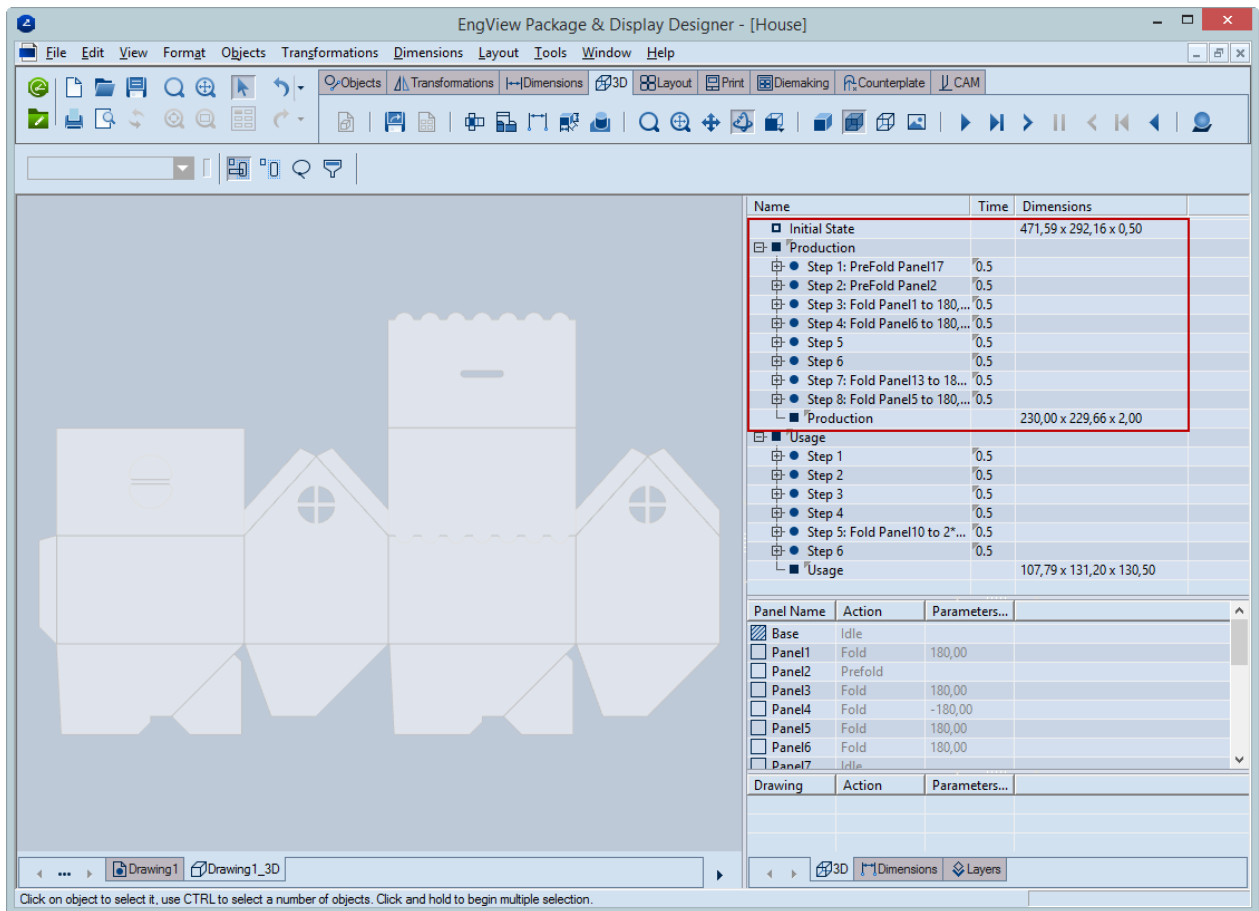 EngView Package & Display Designer - [House]
File Edit View Format Objects Transformations Dimensions Layout Tools Window Help
Objects Transformations Dimensions 3D Layout Print Diemaking Counterplate CAM
Name Time Dimensions
Initial State 471,59 x 292,16 x 0,50
Production
Step 1: PreFold Panel17 0.5
Step 2: PreFold Panel2 0.5
Step 3: Fold Panel1 to 180,... 0.5
Step 4: Fold Panel6 to 180,... 0.5
Step 5 0.5
Step 6 0.5
Step 7: Fold Panel13 to 18... 0.5
Step 8: Fold Panel5 to 180,... 0.5
Production 230,00 x 229,66 x 2,00
Usage
Step 1 0.5
Step 2 0.5
Step 3 0.5
Step 4 0.5
Step 5: Fold Panel10 to 2*... 0.5
Step 6 0.5
Usage 107,79 x 131,20 x 130,50
Panel Name Action Parameters...
Base Idle
Panel1 Fold 180,00
Panel2 Prefold
Panel3 Fold 180,00
Panel4 Fold -180,00
Panel5 Fold 180,00
Panel6 Fold 180,00
Panel7 Idle
Drawing Action Parameters...
Drawing1 Drawing1_3D
3D Dimensions Layers
Click on object to select it, use CTRL to select a number of objects. Click and hold to begin multiple selection.